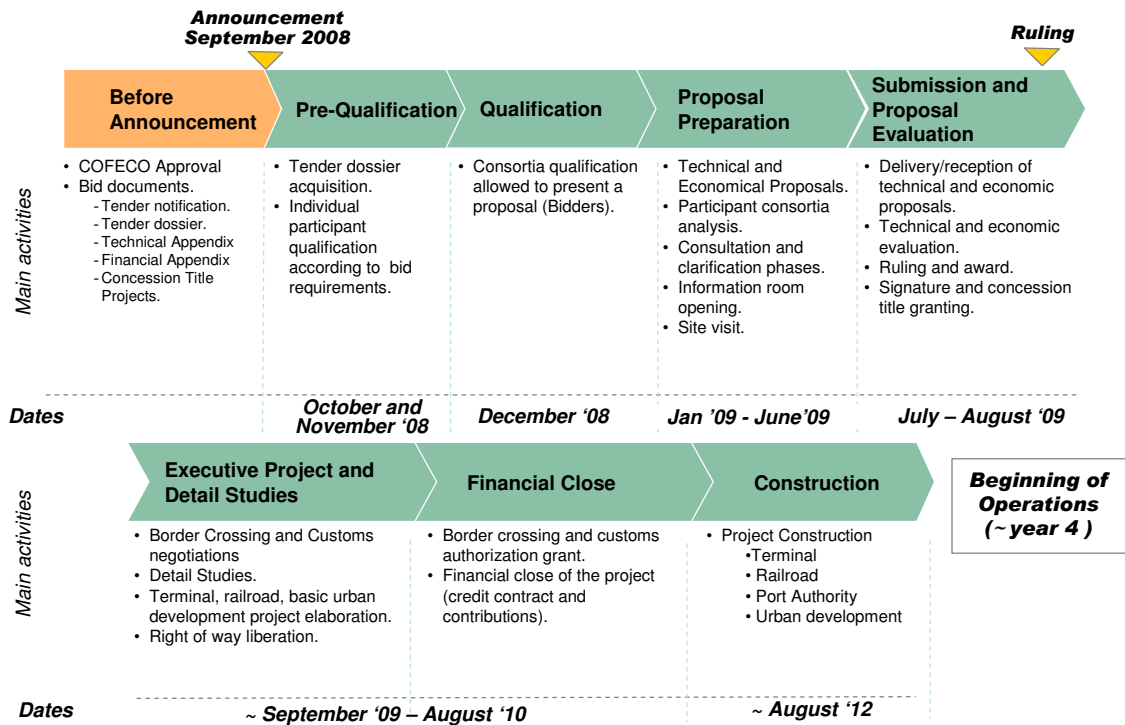 Announcement
September 2008
Ruling
Before
Announcement
Pre-Qualification
Qualification
Proposal
Preparation
Submission and
Proposal
Evaluation
Main activities
• COFECO Approval
• Bid documents.
- Tender notification.
- Tender dossier.
- Technical Appendix
- Financial Appendix
- Concession Title
Projects.
• Tender dossier
acquisition.
• Individual
participant
qualification
according to bid
requirements.
• Consortia qualification
allowed to present a
proposal (Bidders).
• Technical and
Economical Proposals.
• Participant consortia
analysis.
• Consultation and
clarification phases.
• Information room
opening.
• Site visit.
• Delivery/reception of
technical and economic
proposals.
• Technical and economic
evaluation.
• Ruling and award.
• Signature and concession
title granting.
Dates
October and
November ‘08
December ‘08
Jan ’09 - June’09
July – August ‘09
Executive Project and
Detail Studies
Financial Close
Construction
Beginning of
Operations
(~ year 4 )
Main activities
• Border Crossing and Customs
negotiations
• Detail Studies.
• Terminal, railroad, basic urban
development project elaboration.
• Right of way liberation.
• Border crossing and customs
authorization grant.
• Financial close of the project
(credit contract and
contributions).
• Project Construction
•Terminal
• Railroad
• Port Authority
• Urban development
Dates
~ September ‘09 – August ‘10
~ August ‘12